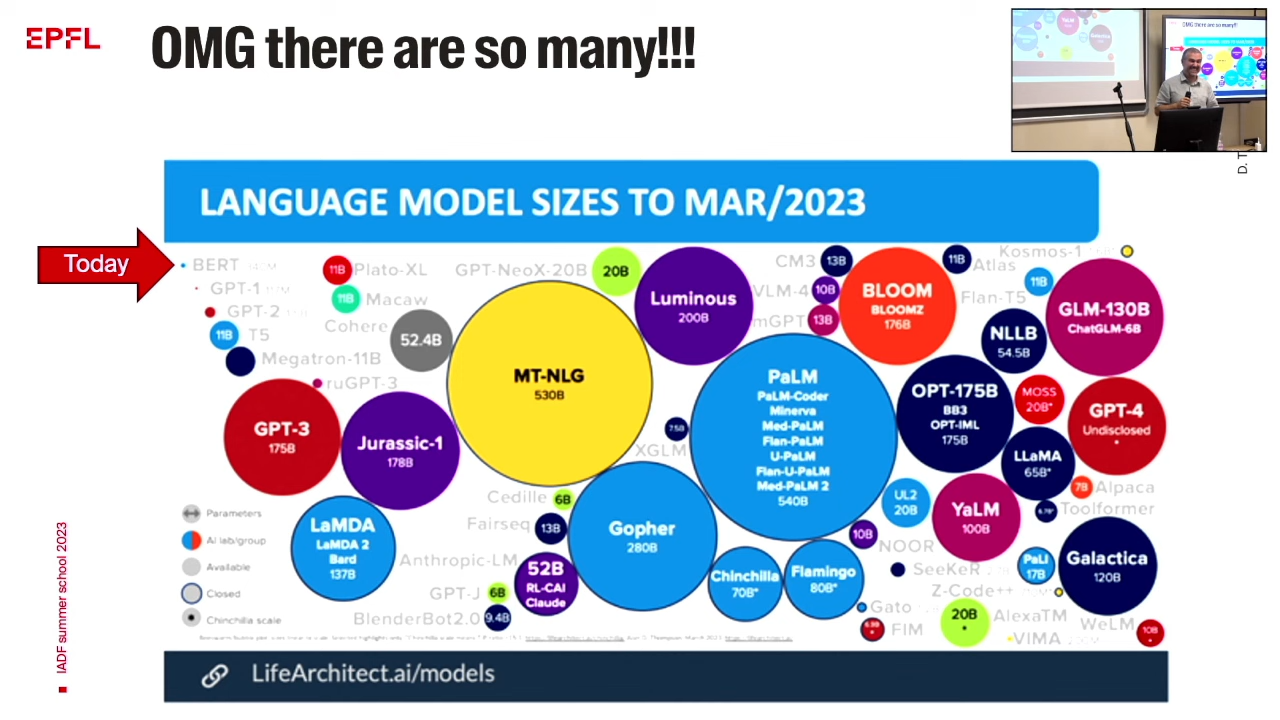 EPFL
OMG there are so many!!!
OMG there are so many!!!
D. T
LANGUAGE MODEL SIZES TO MAR/2023
Today
BERT
GPT-1
GPT-2
11B T5
Megatron-11B
ruGPT-3
11B Plato-XL
11B Macaw
Cohere
52.4B
GPT-NeoX-20B 20B
MT-NLG
530B
Luminous
200B
CM3 13B
VLM-4 10B
mGPT 13B
BLOOM
BLOOMZ
176B
11B
Atlas
Kosmos-1
Flan-T5 11B
GLM-130B
ChatGLM-6B
NLLB
54.5B
GPT-3
175B
Jurassic-1
178B
7.5B
XGLM
PaLM
PaLM-Coder
Minerva
Med-PaLM
Flan-PaLM
U-PaLM
Flan-U-PaLM
Med-PaLM 2
540B
OPT-175B
BB3
OPT-IML
175B
MOSS
20B*
GPT-4
Undisclosed
*
LLaMA
65B*
7B Alpaca
Toolformer
LaMDA
LaMDA 2
Bard
137B
Cedille 6B
Fairseq 13B
Anthropic-LM
52B
RL-CAI
Claude
GPT-J 6B
BlenderBot2.0 9.4B
Gopher
280B
Chinchilla
70B*
Flamingo
80B*
10B
NOOR
UL2
20B
YaLM
100B
SeeKeR
PaLi
17B
Galactica
120B
Z-Code++
Gato
FIM
20B
AlexaTM
VIMA
WeLM
10B
Parameters
AI lab/group
Available
Closed
Chinchilla scale
LifeArchitect.ai/models
IADF summer school 2023